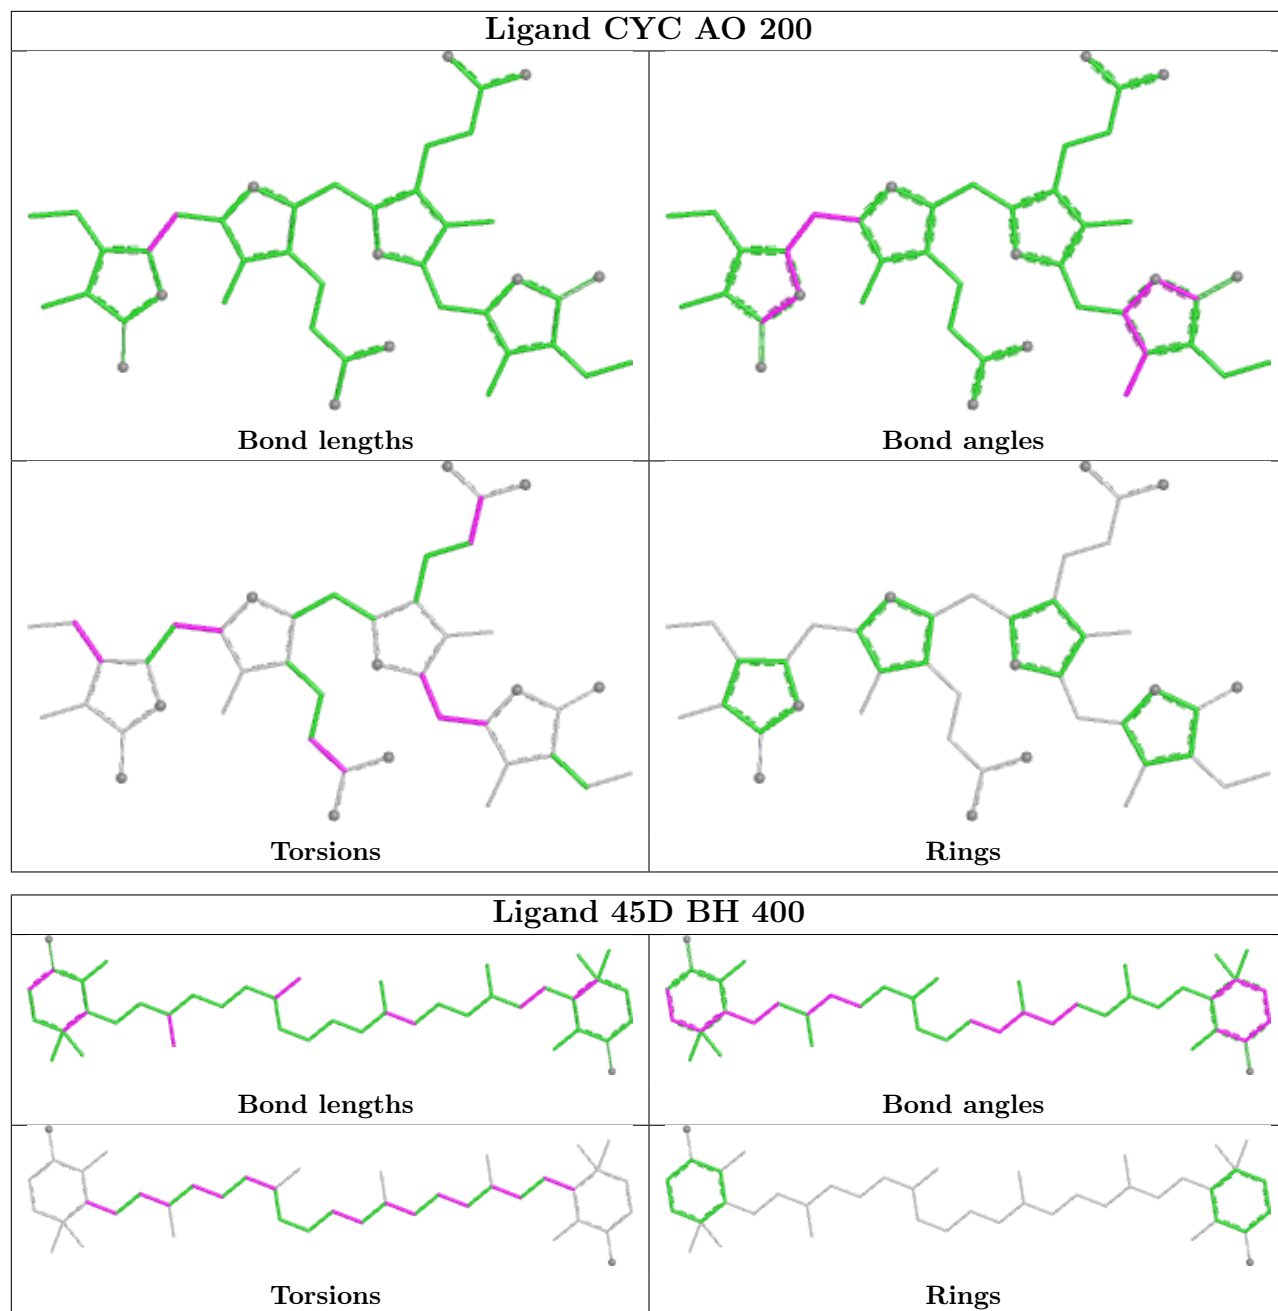 Ligand CYC AO 200
Bond lengths
Bond angles
Torsions
Rings
Ligand 45D BH 400
Bond lengths
Bond angles
Torsions
Rings